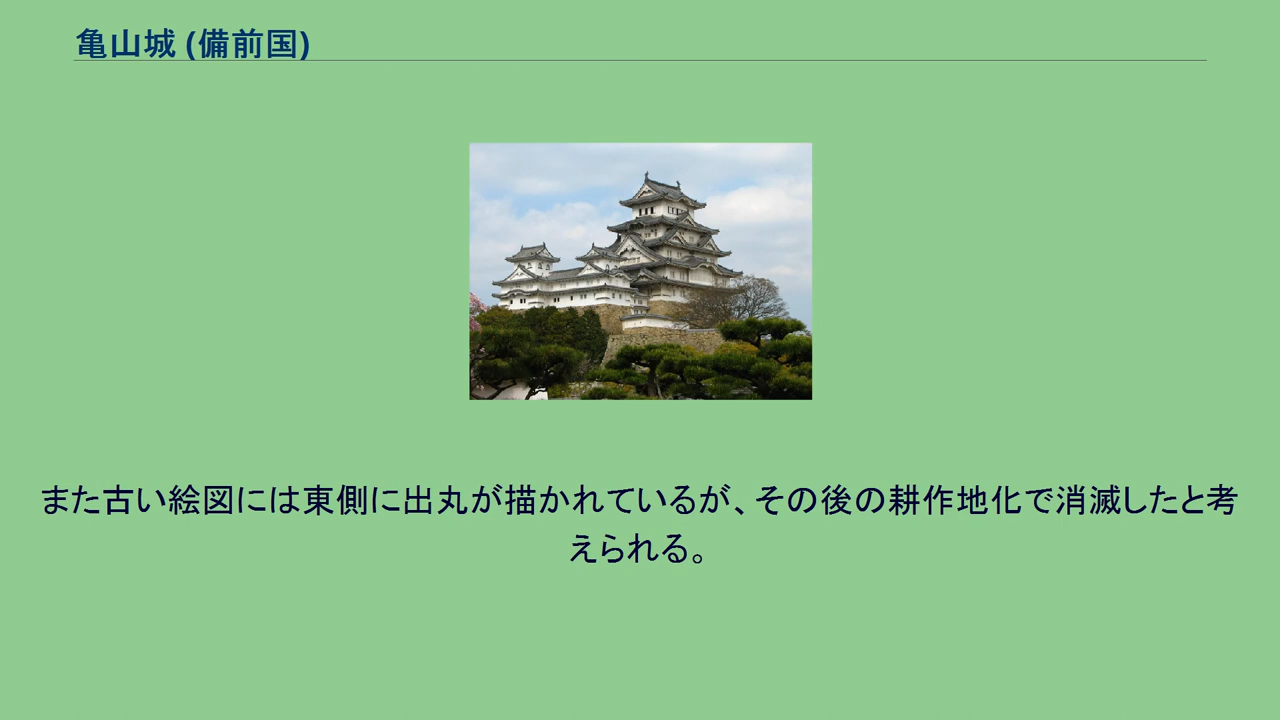 亀山城 (備前国)
また古い絵図には東側に出丸が描かれているが、その後の耕作地化で消滅したと考
えられる。